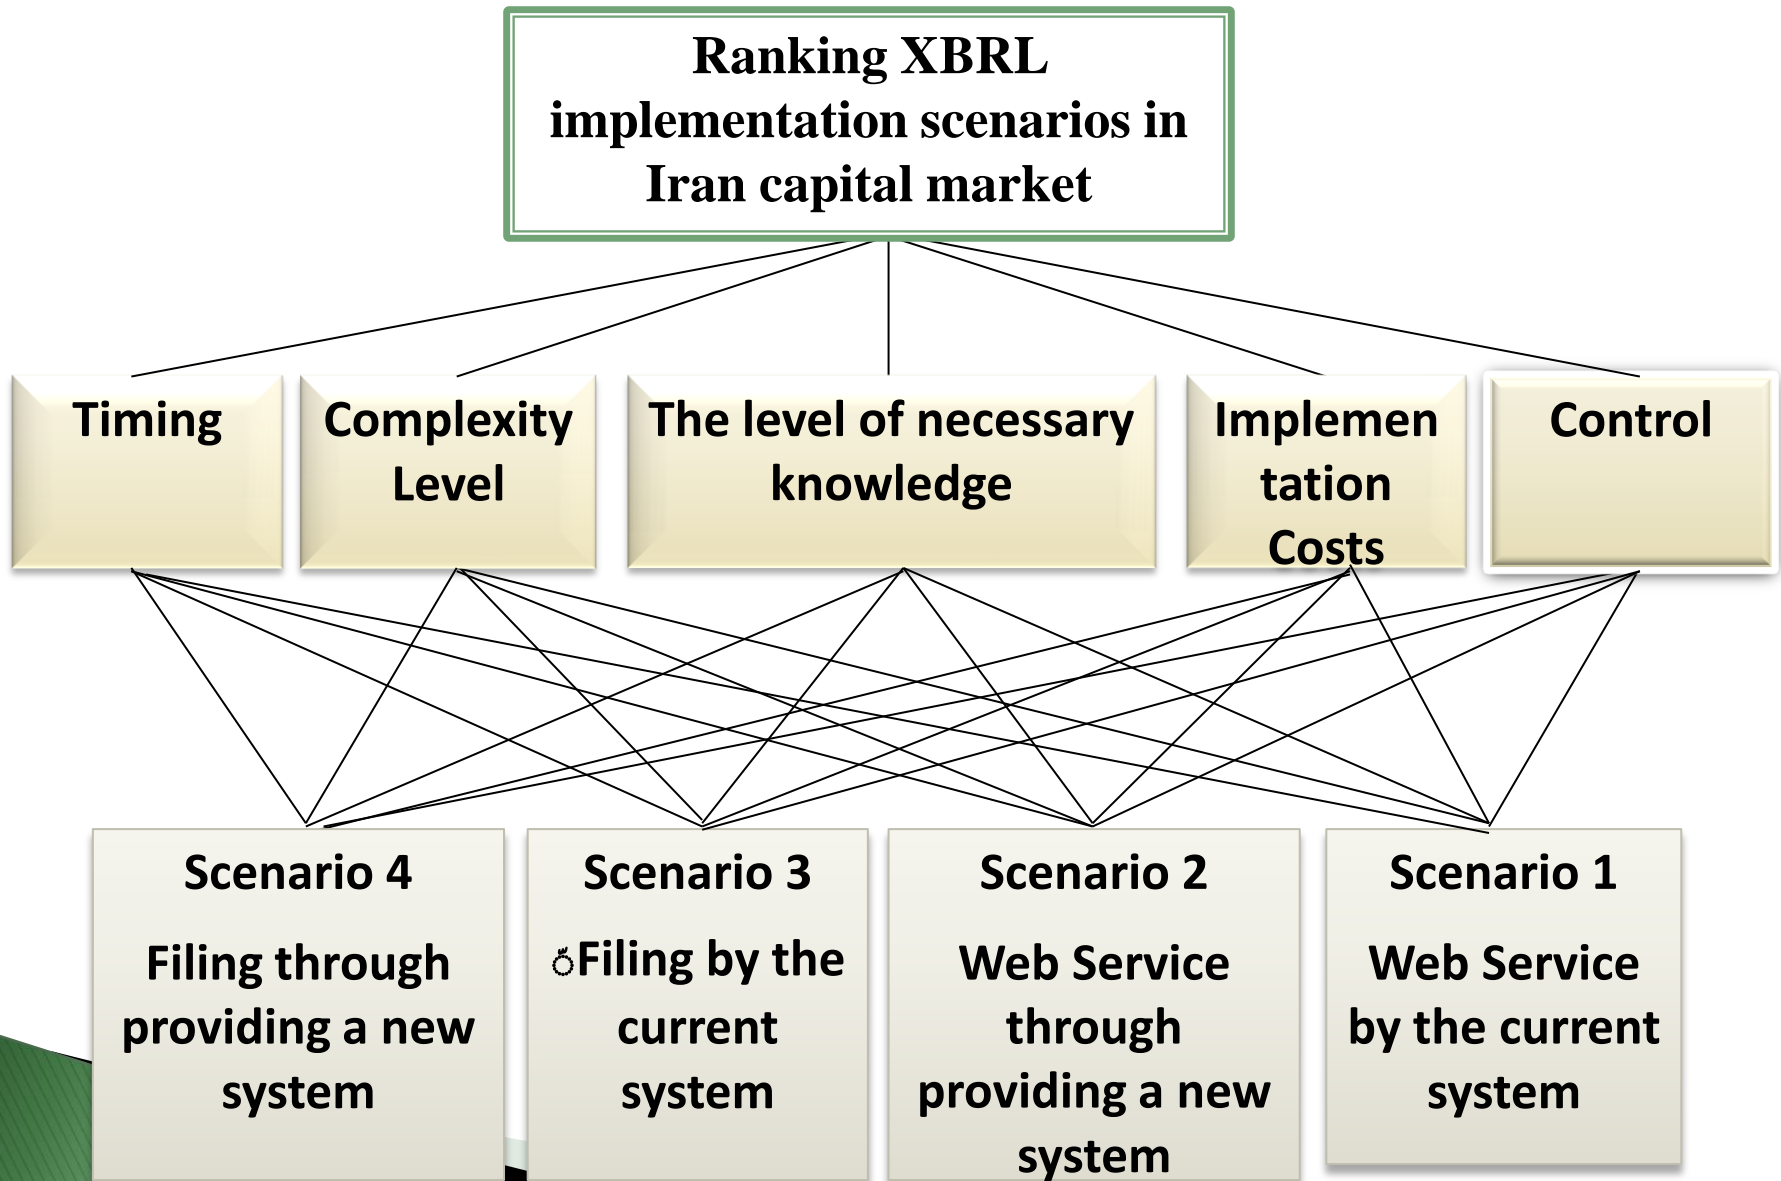 Ranking XBRL
implementation scenarios in
Iran capital market
Timing
Complexity
Level
The level of necessary
knowledge
Implemen
tation
Costs
Control
Scenario 4
Filing through
providing a new
system
Scenario 3
Filing by the
current
system
Scenario 2
Web Service
through
providing a new
system
Scenario 1
Web Service
by the current
system